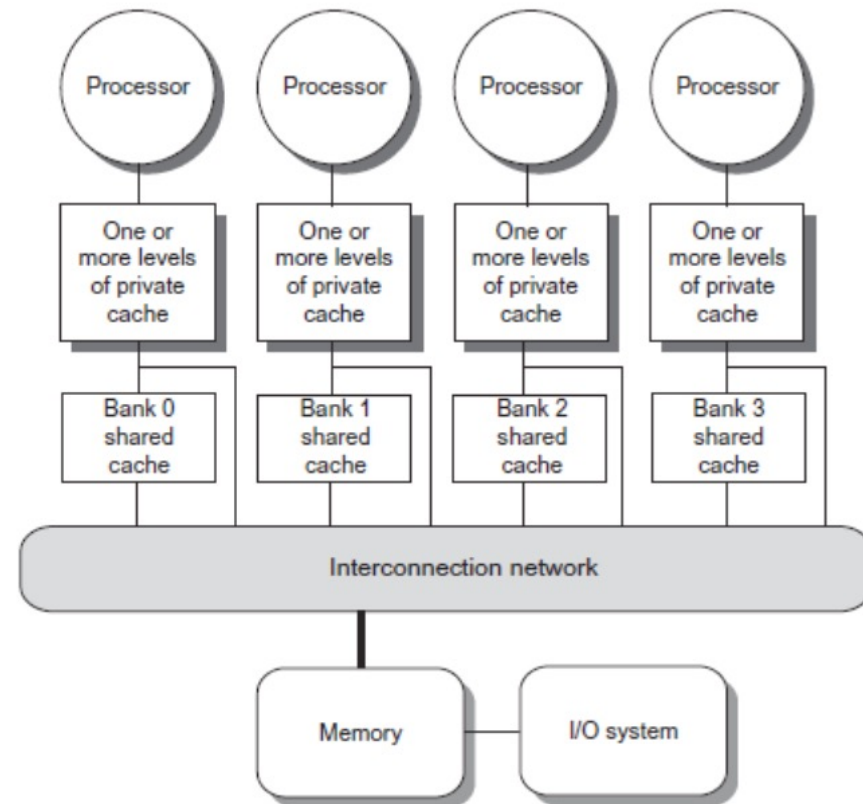 Processor
Processor
Processor
Processor
One or
more levels
of private
cache
One or
more levels
of private
cache
One or
more levels
of private
cache
One or
more levels
of private
cache
Bank 0
shared
cache
Bank 1
shared
cache
Bank 2
shared
cache
Bank 3
shared
cache
Interconnection network
Memory
I/O system